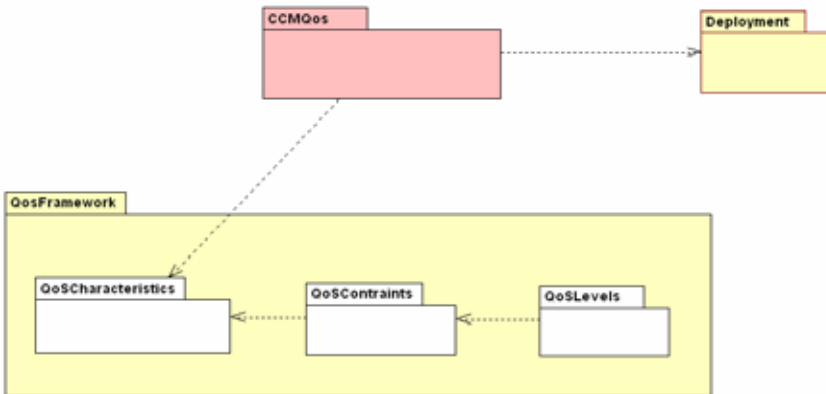 CCMQos
Deployment
QosFramework
QoSCharacteristics
QoSContraints
QoSLevels